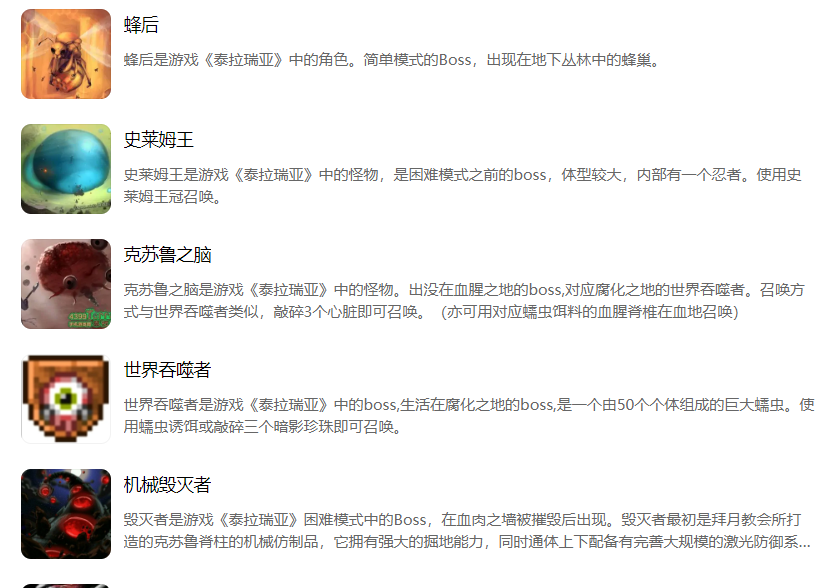 蜂后
蜂后是游戏《泰拉瑞亚》中的角色。简单模式的Boss，出现在地下丛林中的蜂巢。
史莱姆王
史莱姆王是游戏《泰拉瑞亚》中的怪物，是困难模式之前的boss，体型较大，内部有一个忍者。使用史
莱姆王冠召唤。
克苏鲁之脑
克苏鲁之脑是游戏《泰拉瑞亚》中的怪物。出没在血腥之地的boss,对应腐化之地的世界吞噬者。召唤方
式与世界吞噬者类似，敲碎3个心脏即可召唤。（亦可用对应蠕虫饵料的血腥脊椎在血地召唤）
4399
世界吞噬者
世界吞噬者是游戏《泰拉瑞亚》中的boss,生活在腐化之地的boss,是一个由50个个体组成的巨大蠕虫。使
用蠕虫诱饵或敲碎三个暗影珍珠即可召唤。
机械毁灭者
毁灭者是游戏《泰拉瑞亚》困难模式中的Boss，在血肉之墙被摧毁后出现。毁灭者最初是拜月教会所打
造的克苏鲁脊柱的机械仿制品，它拥有强大的掘地能力，同时通体上下配备有完善大规模的激光防御系...